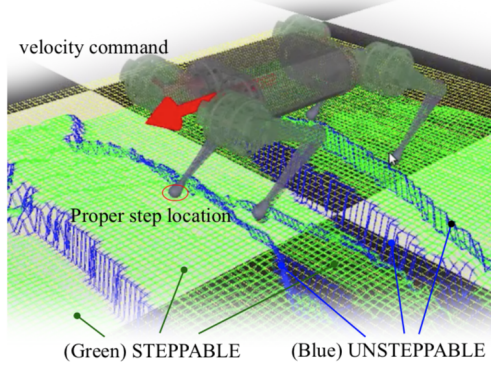 velocity command
Proper step location
(Green) STEPPABLE
(Blue) UNSTEPPABLE